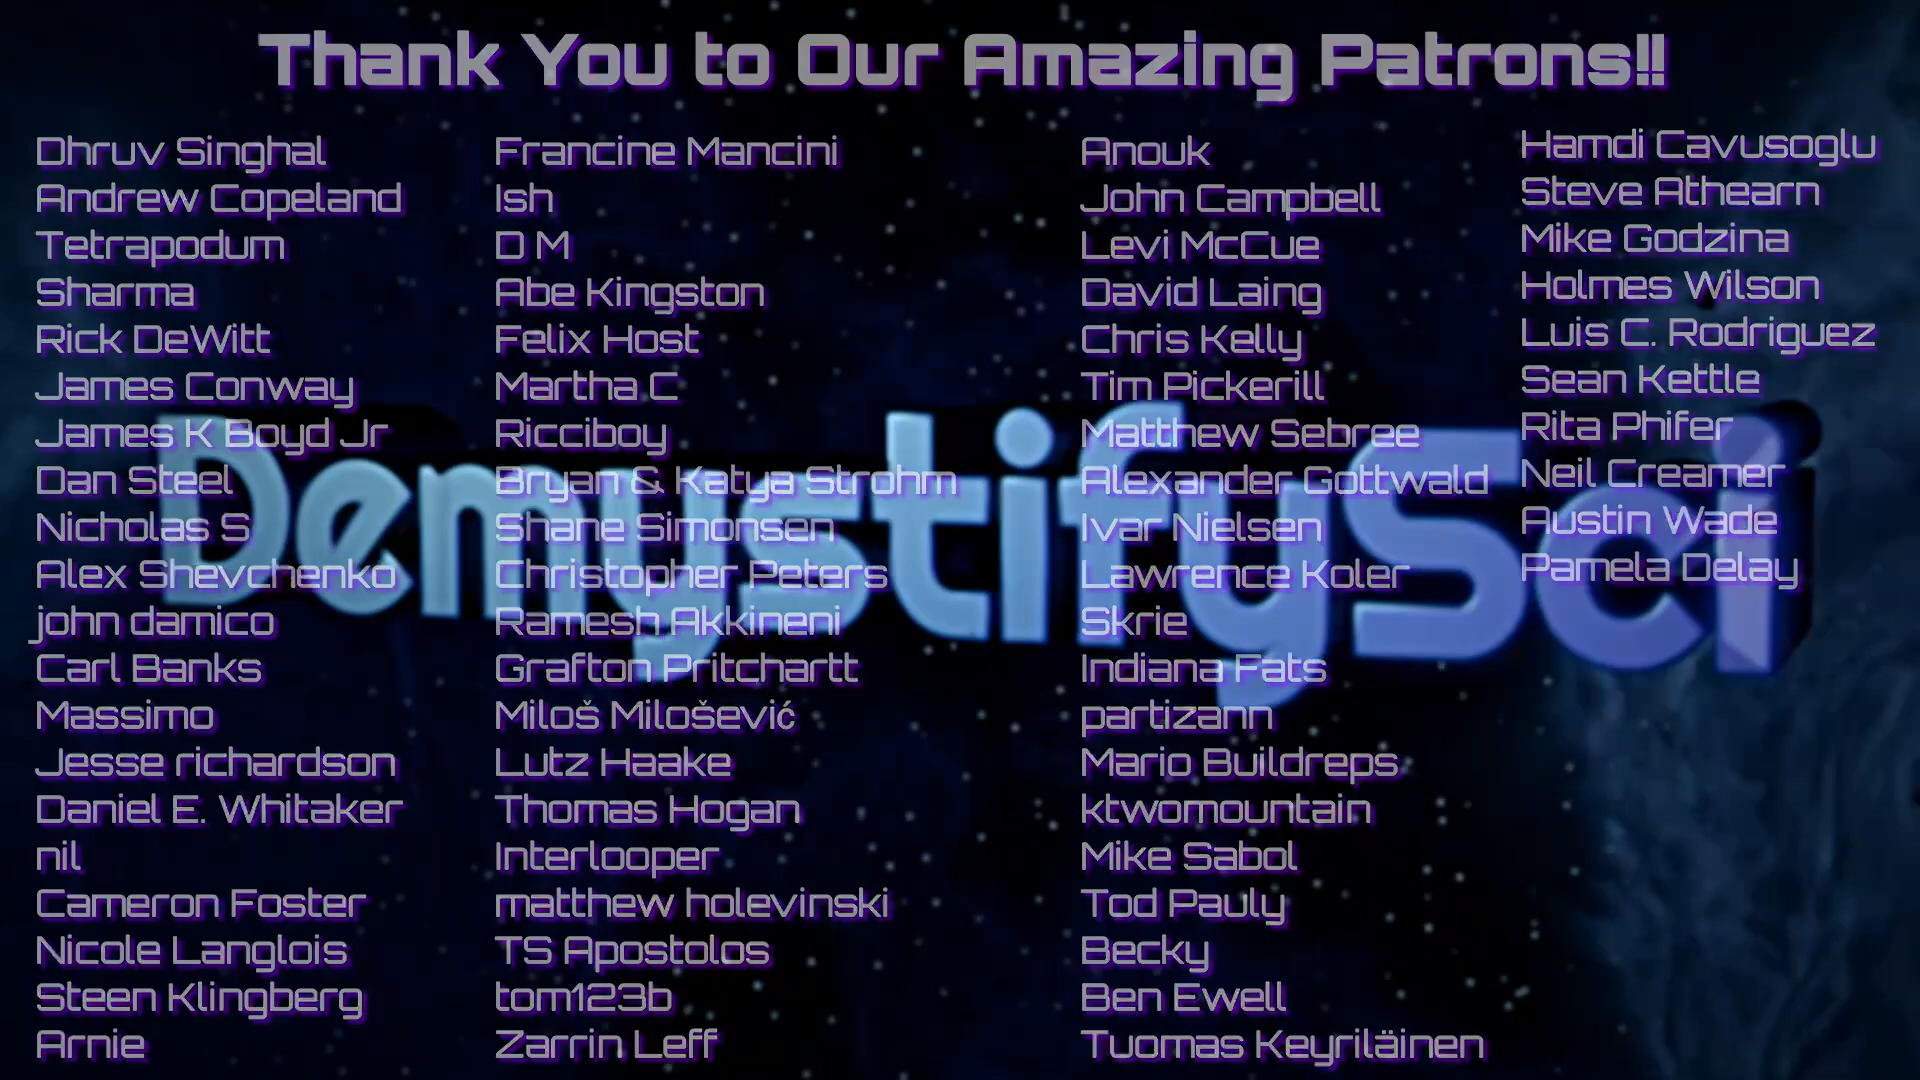 Thank You to Our Amazing Patrons!!
Dhruv Singhal
Andrew Copeland
Tetrapodum
Sharma
Rick DeWitt
James Conway
James K Boyd Jr
Dan Steel
Nicholas S
Alex Shevchenko
john damico
Carl Banks
Massimo
Jesse richardson
Daniel E. Whitaker
nil
Cameron Foster
Nicole Langlois
Steen Klingberg
Arnie
Francine Mancini
Ish
D M
Abe Kingston
Felix Host
Martha C
Ricciboy
Bryan & Katya Strohm
Shane Simonsen
Christopher Peters
Ramesh Akkineni
Grafton Pritchartt
Miloš Milošević
Lutz Haake
Thomas Hogan
Interlooper
matthew holevinski
TS Apostolos
tom123b
Zarrin Leff
Anouk
John Campbell
Levi McCue
David Laing
Chris Kelly
Tim Pickerill
Matthew Sebree
Alexander Gottwald
Ivar Nielsen
Lawrence Koler
Skrie
Indiana Fats
partizann
Mario Buildreps
ktwomountain
Mike Sabol
Tod Pauly
Becky
Ben Ewell
Tuomas Keyriläinen
Hamdi Cavusoglu
Steve Athearn
Mike Godzina
Holmes Wilson
Luis C. Rodriguez
Sean Kettle
Rita Phifer
Neil Creamer
Austin Wade
Pamela Delay
DemystifySci